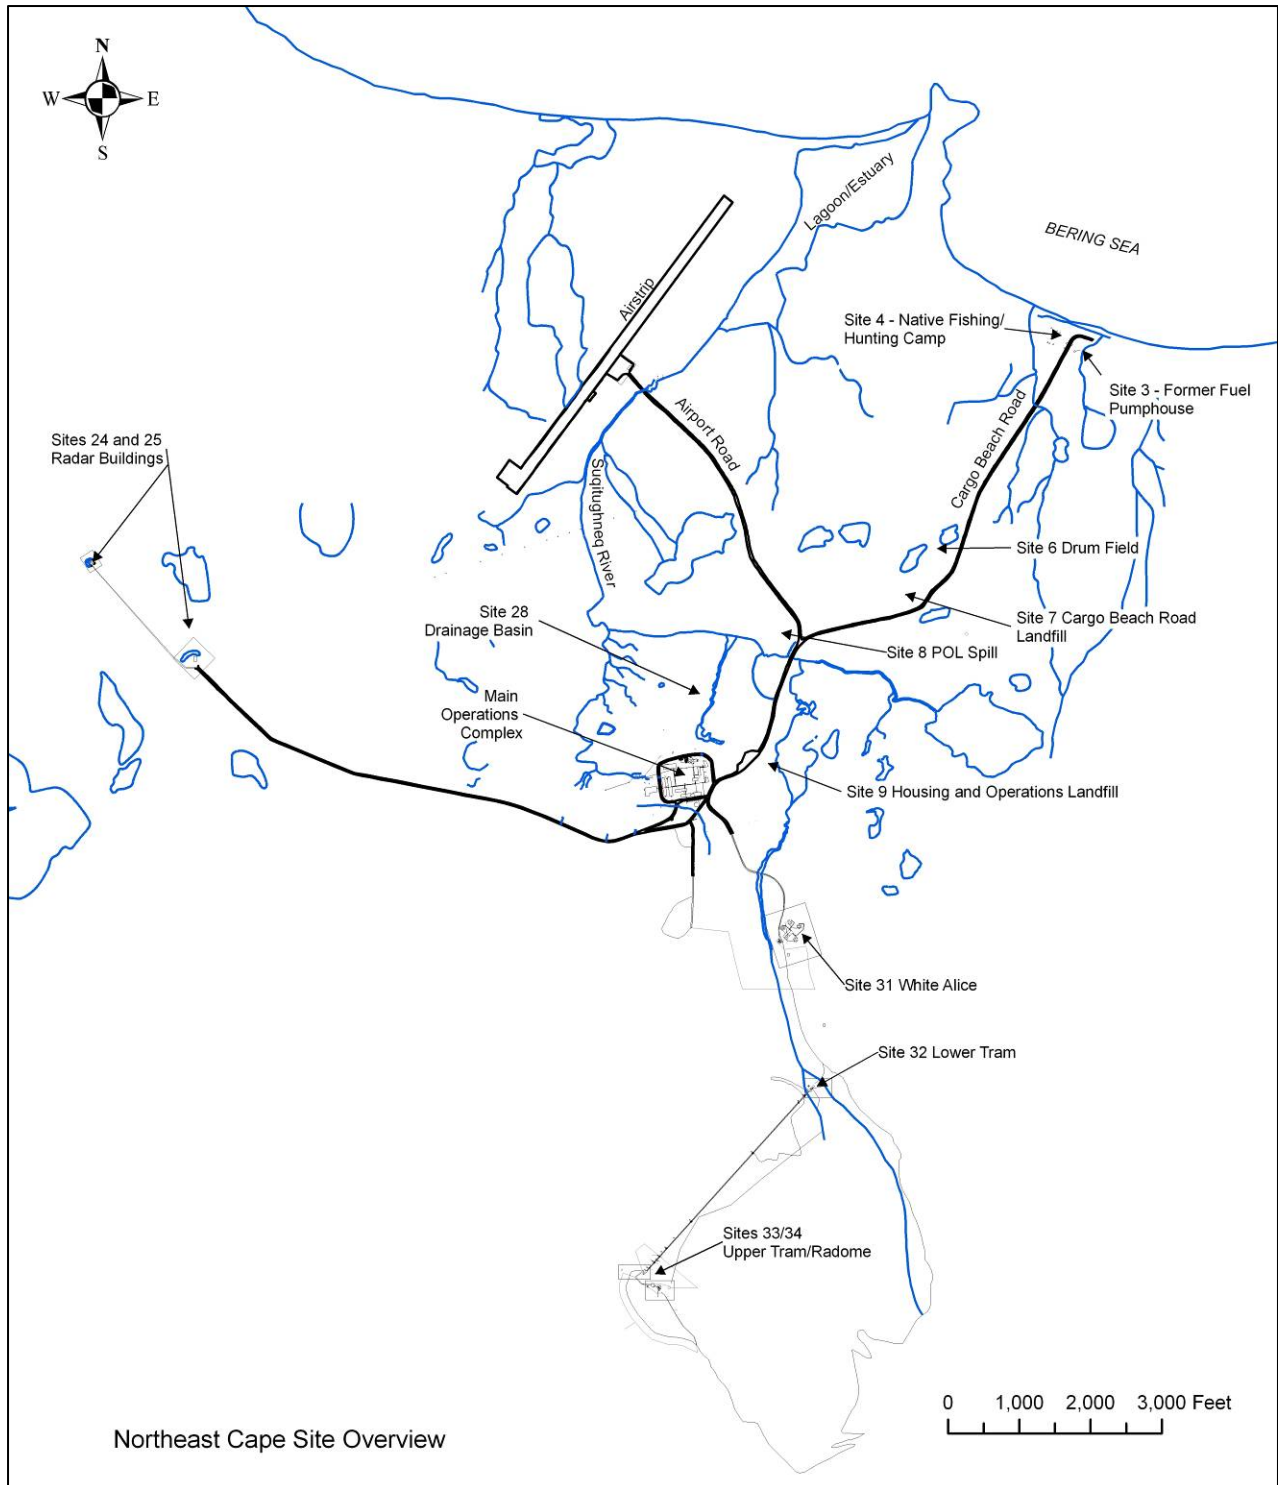 N
W E
S
Lagoon/Estuary
BERING SEA
Airstrip
Site 4 - Native Fishing/
Hunting Camp
Site 3 - Former Fuel
Pumphouse
Airport Road
Cargo Beach Road
Sites 24 and 25
Radar Buildings
Suqitughneq River
Site 6 Drum Field
Site 28
Drainage Basin
Site 7 Cargo Beach Road
Landfill
Site 8 POL Spill
Main
Operations
Complex
Site 9 Housing and Operations Landfill
Site 31 White Alice
Site 32 Lower Tram
Sites 33/34
Upper Tram/Radome
0 1,000 2,000 3,000 Feet
Northeast Cape Site Overview